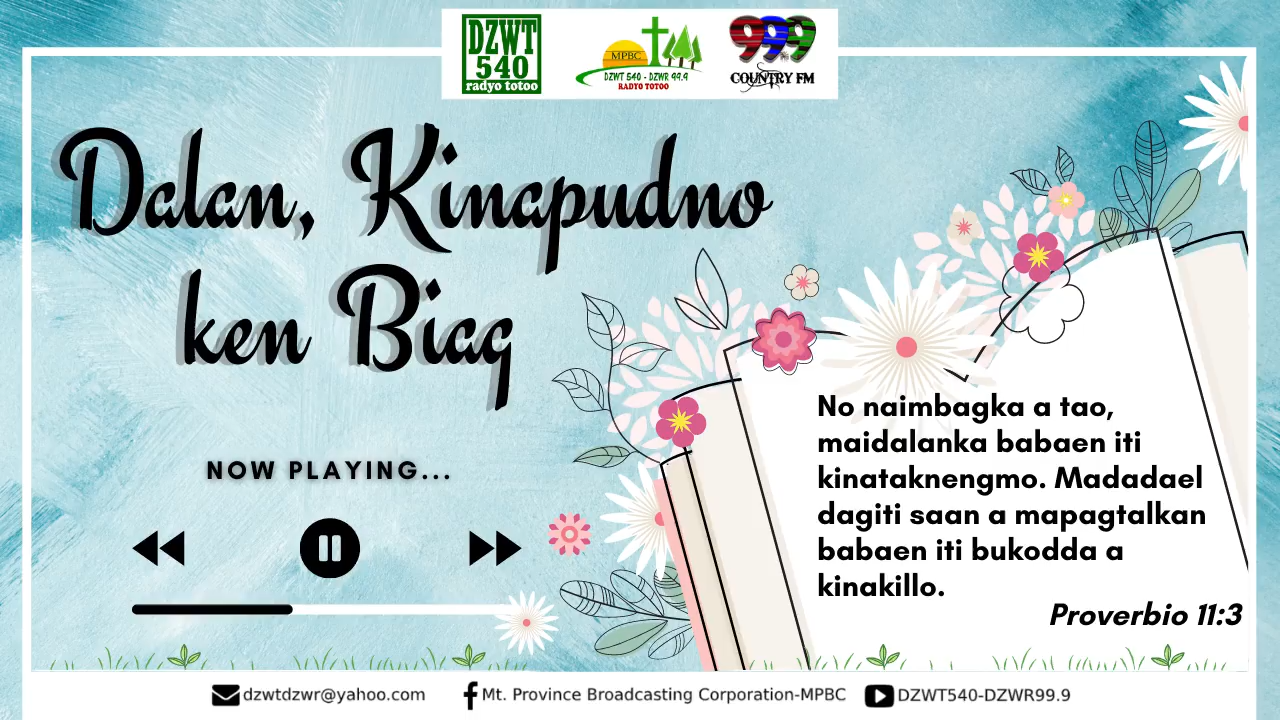 DZWT
540
radyo totoo
MPBC
DZWT 540 - DZWR 99.9
RADYO TOTOO
99.9
FM
COUNTRY FM
Dalan, Kinapudno
ken Biag
NOW PLAYING...
No naimbagka a tao,
maidalanka babaen iti
kinataknengmo. Madadael
dagiti saan a mapagtalkan
babaen iti bukodda a
kinakillo.
Proverbio 11:3
dzwtdzwr@yahoo.com
Mt. Province Broadcasting Corporation-MPBC
DZWT540-DZWR99.9